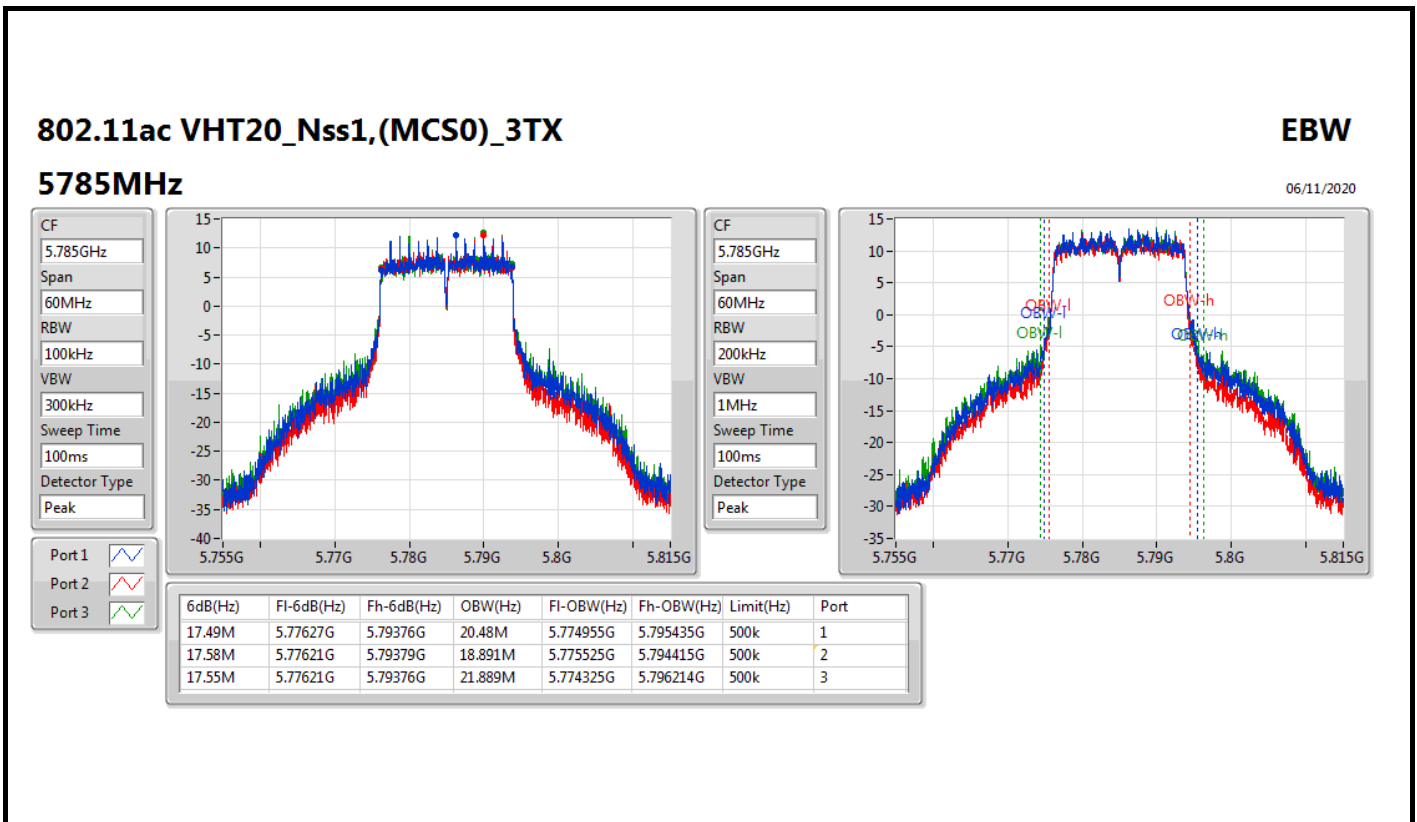 802.11ac VHT20_Nss1,(MCS0)_3TX
EBW
5785MHz
06/11/2020
CF
5.785GHz
Span
60MHz
RBW
100kHz
VBW
300kHz
Sweep Time
100ms
Detector Type
Peak
15
10
5
0
-5
-10
-15
-20
-25
-30
-35
-40
5.755G 5.77G 5.78G 5.79G 5.8G 5.815G
CF
5.785GHz
Span
60MHz
RBW
200kHz
VBW
1MHz
Sweep Time
100ms
Detector Type
Peak
15
10
5
0
-5
-10
-15
-20
-25
-30
-35
OBW-l OBW-h
OBW-l
OBW-l OBW-h OBW-h
5.755G 5.77G 5.78G 5.79G 5.8G 5.815G
Port 1
Port 2
Port 3
6dB(Hz) Fl-6dB(Hz) Fh-6dB(Hz) OBW(Hz) Fl-OBW(Hz) Fh-OBW(Hz) Limit(Hz) Port
17.49M 5.77627G 5.79376G 20.48M 5.774955G 5.795435G 500k 1
17.58M 5.77621G 5.79379G 18.891M 5.775525G 5.794415G 500k 2
17.55M 5.77621G 5.79376G 21.889M 5.774325G 5.796214G 500k 3